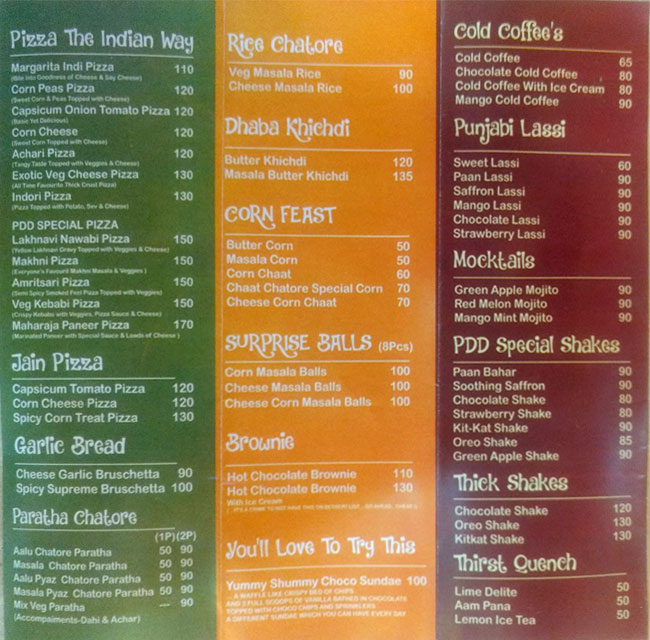 Pizza The Indian Way
Margarita Indi Pizza 110
(Bite Into Goodness of Cheese & Say Cheese)
Corn Peas Pizza 120
(Sweet Corn & Peas Topped with Cheese)
Capsicum Onion Tomato Pizza 120
(Basic Yet Delicious)
Corn Cheese 120
(Sweet Corn Topped with Cheese)
Achari Pizza 120
(Tangy Taste Topped with Veggies & Cheese)
Exotic Veg Cheese Pizza 130
(All Time Favourite Thick Crust Pizza)
Indori Pizza 130
(Pizza Topped with Potato, Sev & Cheese)
PDD SPECIAL PIZZA
Lakhnavi Nawabi Pizza 150
(Yellow Lakhnavi Gravy Topped with Veggies & Cheese)
Makhni Pizza 150
(Everyone's Favourit Makhni Masala & Veggies)
Amritsari Pizza 150
(Semi Spicy Smoked Feel Pizza Topped with Veggies)
Veg Kebabi Pizza 150
(Crispy Kebabs with Veggies, Pizza Sauce & Cheese)
Maharaja Paneer Pizza 170
(Marinated Paneer with Special Sauce & Loads of Cheese)
Jain Pizza
Capsicum Tomato Pizza 120
Corn Cheese Pizza 120
Spicy Corn Treat Pizza 130
Garlic Bread
Cheese Garlic Bruschetta 90
Spicy Supreme Bruschetta 100
Paratha Chatore
(1P)(2P)
Aalu Chatore Paratha 50 90
Masala Chatore Paratha 50 90
Aalu Pyaz Chatore Paratha 50 90
Masala Pyaz Chatore Paratha 50 90
Mix Veg Paratha --- 90
(Accompaiments-Dahi & Achar)
Rice Chatore
Veg Masala Rice 90
Cheese Masala Rice 100
Dhaba Khichdi
Butter Khichdi 120
Masala Butter Khichdi 135
CORN FEAST
Butter Corn 50
Masala Corn 50
Corn Chaat 60
Chaat Chatore Special Corn 70
Cheese Corn Chaat 70
SURPRISE BALLS (8Pcs)
Corn Masala Balls 100
Cheese Masala Balls 100
Cheese Corn Masala Balls 100
Brownie
Hot Chocolate Brownie 110
Hot Chocolate Brownie 130
With Ice Cream
You'll Love To Try This
Yummy Shummy Choco Sundae 100
A WAFFLE LIKE CRISPY BED OF CHIPS
AND 2 FULL SCOOPS OF VANILLA BATHED IN CHOCOLATE
TOPPED WITH CHOCO CHIPS AND SPRINKLERS
A DIFFERENT SUNDAE WHICH YOU CAN HAVE EVERY DAY
Cold Coffee's
Cold Coffee 65
Chocolate Cold Coffee 80
Cold Coffee With Ice Cream 80
Mango Cold Coffee 90
Punjabi Lassi
Sweet Lassi 60
Paan Lassi 90
Saffron Lassi 90
Mango Lassi 90
Chocolate Lassi 90
Strawberry Lassi 90
Mocktails
Green Apple Mojito 90
Red Melon Mojito 90
Mango Mint Mojito 90
PDD Special Shakes
Paan Bahar 90
Soothing Saffron 90
Chocolate Shake 80
Strawberry Shake 80
Kit-Kat Shake 90
Oreo Shake 85
Green Apple Shake 90
Thick Shakes
Chocolate Shake 120
Oreo Shake 130
Kitkat Shake 130
Thirst Quench
Lime Delite 50
Aam Pana 50
Lemon Ice Tea 50